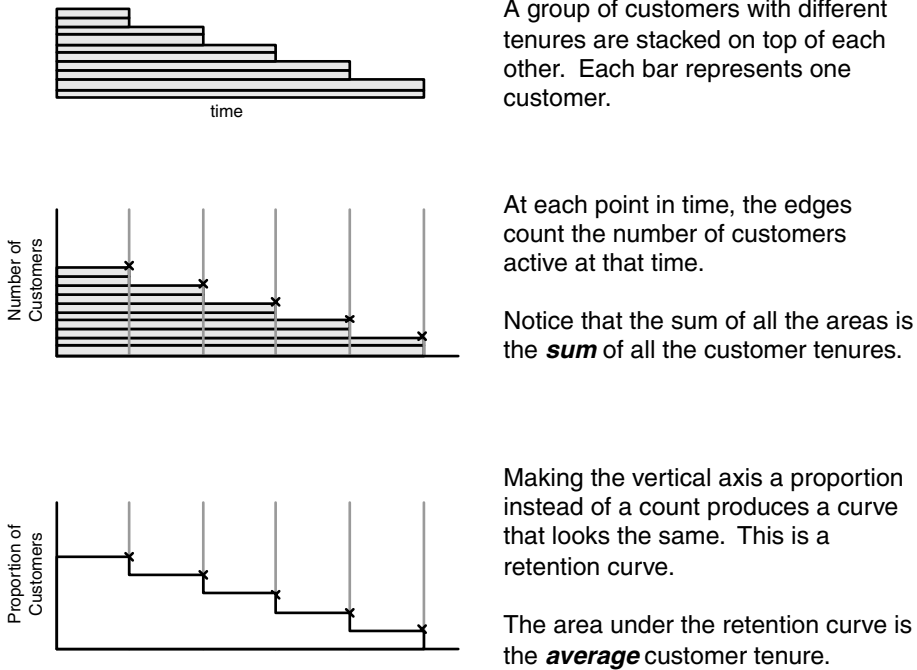 A group of customers with different
tenures are stacked on top of each
other. Each bar represents one
customer.
time
At each point in time, the edges
count the number of customers
active at that time.
Notice that the sum of all the areas is
the sum of all the customer tenures.
Number of
Customers
Making the vertical axis a proportion
instead of a count produces a curve
that looks the same. This is a
retention curve.
The area under the retention curve is
the average customer tenure.
Proportion of
Customers